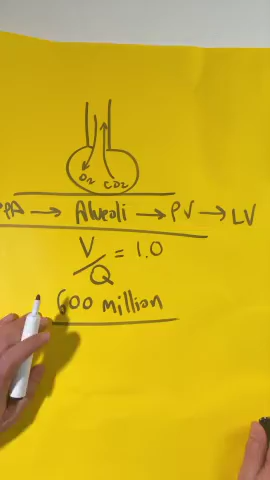 O2 CO2
PA → Alveoli → PV → LV
V/Q = 1.0
600 million